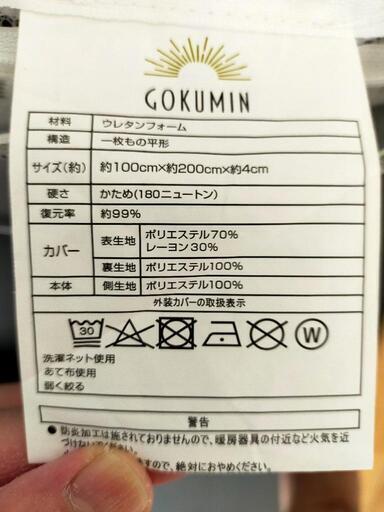 GOKUMIN
材料 ウレタンフォーム
構造 一枚もの平形
サイズ(約) 約100cm×約200cm×約4cm
硬さ かため(180ニュートン)
復元率 約99%
カバー 表生地 ポリエステル70%
レーヨン30%
裏生地 ポリエステル100%
本体 側生地 ポリエステル100%
外装カバーの取扱表示
30 W
洗濯ネット使用
あて布使用
弱く絞る
警告
● 防炎加工は施されておりませんので、暖房器具の付近など火気を近
づけないで
ますので、絶対におやめください。